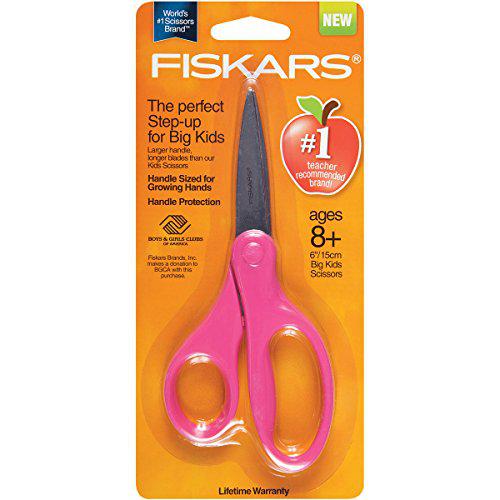 World's
#1 Scissors
Brand™
NEW
FISKARS®
The perfect
Step-up
for Big Kids
Larger handle,
longer blades than our
Kids Scissors
Handle Sized for
Growing Hands
Handle Protection
BOYS & GIRLS CLUBS
OF AMERICA
Fiskars Brands, Inc.
makes a donation to
BGCA with this
purchase.
FISKARS
#1
teacher
recommended
brand!
ages
8+
6"/15cm
Big Kids
Scissors
Lifetime Warranty